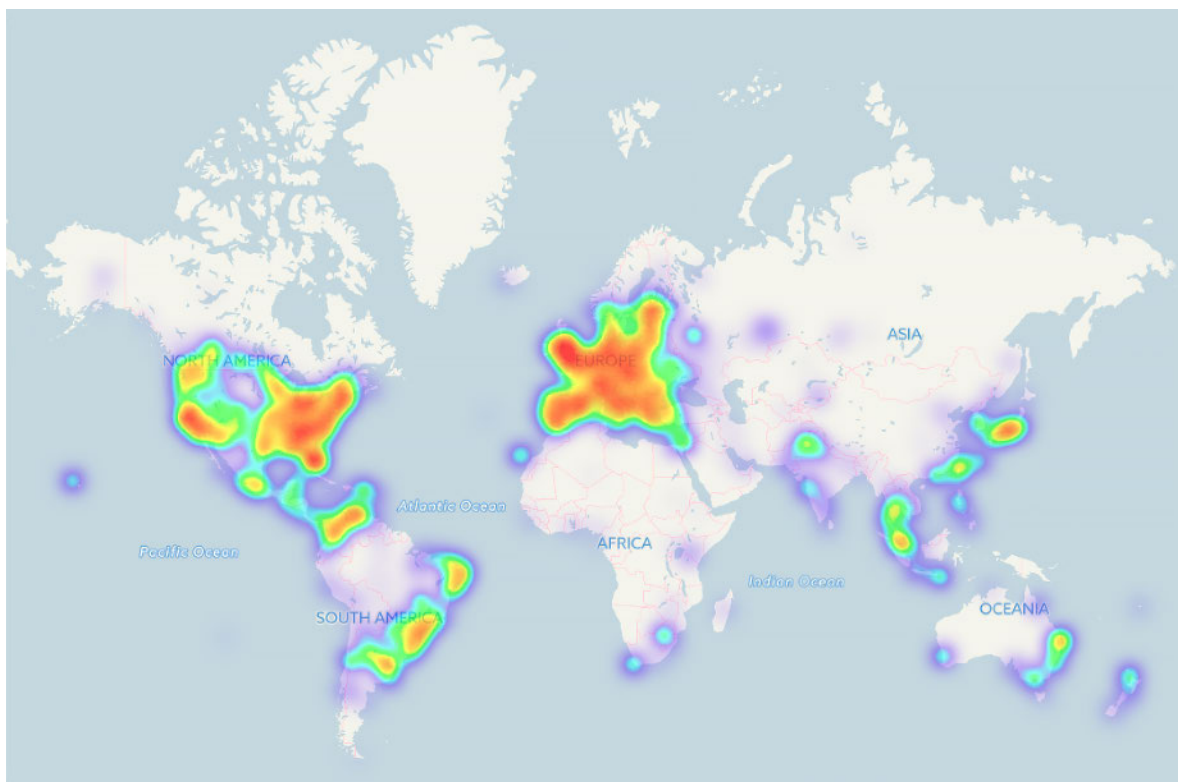 ASIA
NORTH AMERICA
EUROPE
Atlantic Ocean
AFRICA
Pacific Ocean
Indian Ocean
OCEANIA
SOUTH AMERICA